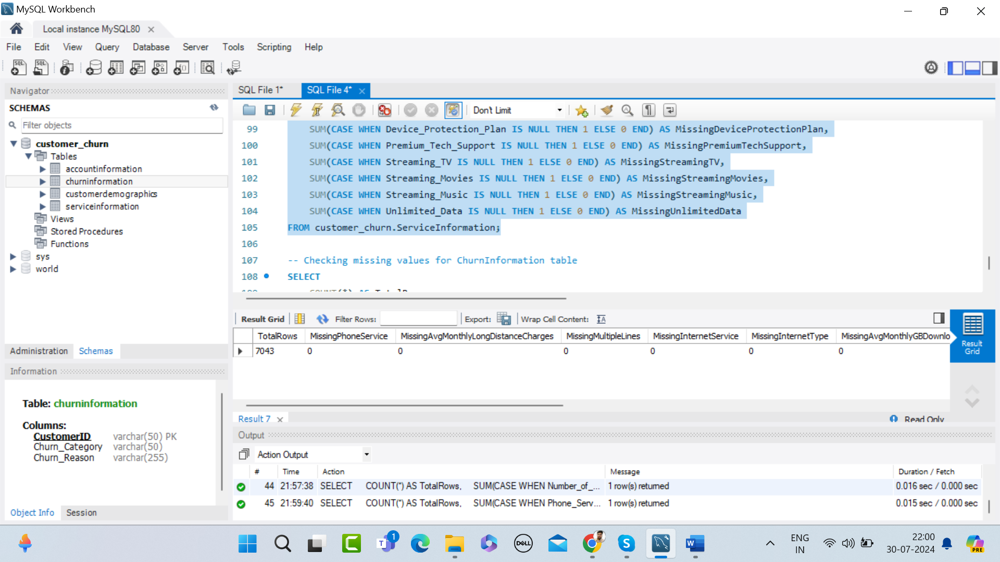 MySQL Workbench
Local instance MySQL80
File Edit View Query Database Server Tools Scripting Help
Navigator
SCHEMAS
Filter objects
customer_churn
Tables
accountinformation
churninformation
customerdemographics
serviceinformation
Views
Stored Procedures
Functions
sys
world
Administration Schemas
Information
Table: churninformation
Columns:
CustomerID varchar(50) PK
Churn_Category varchar(50)
Churn_Reason varchar(255)
Object Info Session
SQL File 1* SQL File 4*
Don't Limit
99 SUM(CASE WHEN Device_Protection_Plan IS NULL THEN 1 ELSE 0 END) AS MissingDeviceProtectionPlan,
100 SUM(CASE WHEN Premium_Tech_Support IS NULL THEN 1 ELSE 0 END) AS MissingPremiumTechSupport,
101 SUM(CASE WHEN Streaming_TV IS NULL THEN 1 ELSE 0 END) AS MissingStreamingTV,
102 SUM(CASE WHEN Streaming_Movies IS NULL THEN 1 ELSE 0 END) AS MissingStreamingMovies,
103 SUM(CASE WHEN Streaming_Music IS NULL THEN 1 ELSE 0 END) AS MissingStreamingMusic,
104 SUM(CASE WHEN Unlimited_Data IS NULL THEN 1 ELSE 0 END) AS MissingUnlimitedData
105 FROM customer_churn.ServiceInformation;
106
107 -- Checking missing values for ChurnInformation table
108 SELECT
Result Grid Filter Rows: Export: Wrap Cell Content:
TotalRows MissingPhoneService MissingAvgMonthlyLongDistanceCharges MissingMultipleLines MissingInternetService MissingInternetType MissingAvgMonthlyGBDownlo
7043 0 0 0 0 0 0
Result
Grid
Result 7
Read Only
Output
Action Output
# Time Action Message Duration / Fetch
44 21:57:38 SELECT COUNT(*) AS TotalRows, SUM(CASE WHEN Number_of_... 1 row(s) returned 0.016 sec / 0.000 sec
45 21:59:40 SELECT COUNT(*) AS TotalRows, SUM(CASE WHEN Phone_Serv... 1 row(s) returned 0.015 sec / 0.000 sec
1
DELL
ENG
IN
22:00
30-07-2024
PRE